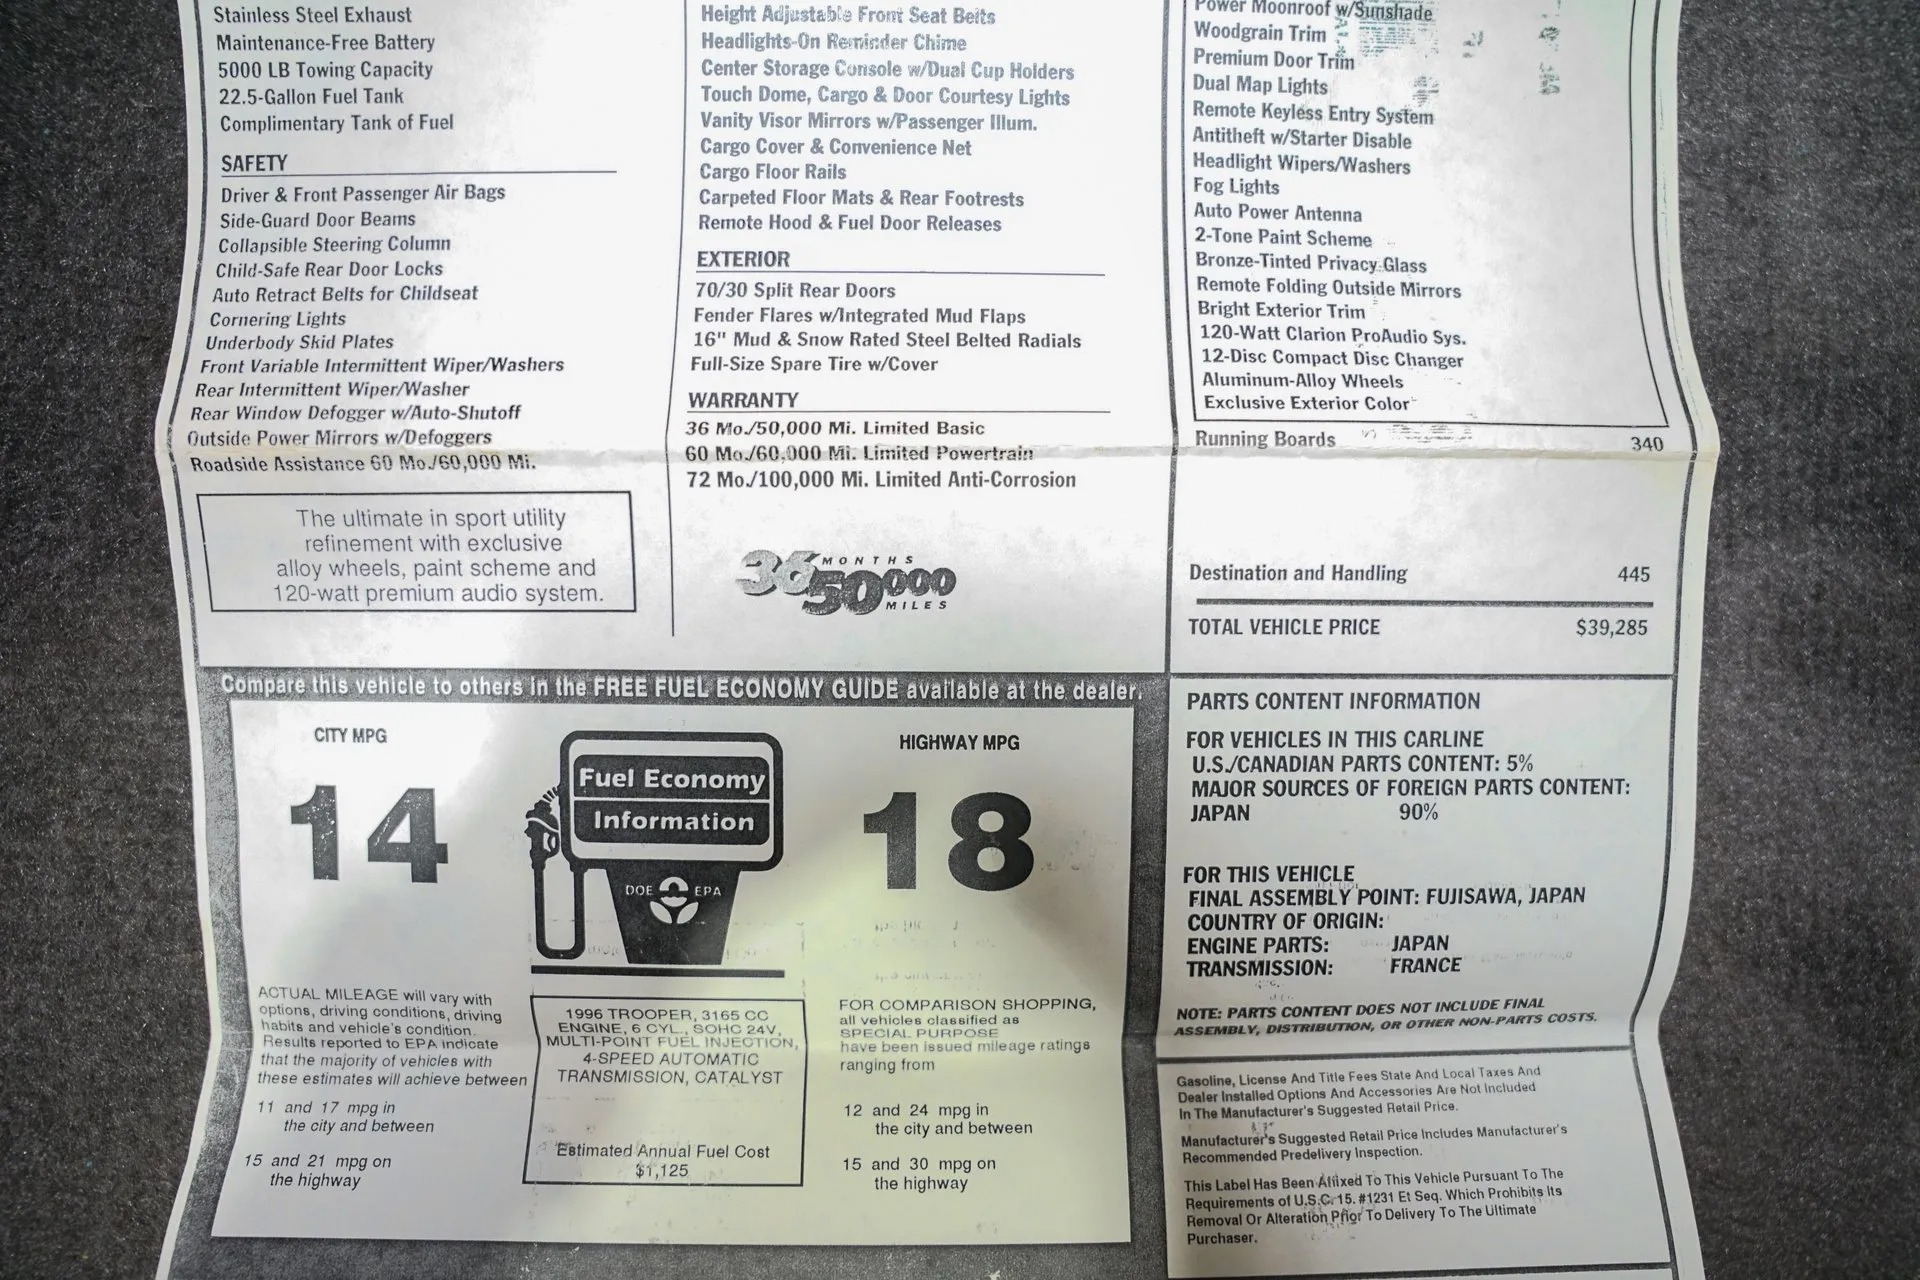 Stainless Steel Exhaust
Maintenance-Free Battery
5000 LB Towing Capacity
22.5-Gallon Fuel Tank
Complimentary Tank of Fuel
SAFETY
Driver & Front Passenger Air Bags
Side-Guard Door Beams
Collapsible Steering Column
Child-Safe Rear Door Locks
Auto Retract Belts for Childseat
Cornering Lights
Underbody Skid Plates
Front Variable Intermittent Wiper/Washers
Rear Intermittent Wiper/Washer
Rear Window Defogger w/Auto-Shutoff
Outside Power Mirrors w/Defoggers
Roadside Assistance 60 Mo./60,000 Mi.
The ultimate in sport utility
refinement with exclusive
alloy wheels, paint scheme and
120-watt premium audio system.
Height Adjustable Front Seat Belts
Headlights-On Reminder Chime
Center Storage Console w/Dual Cup Holders
Touch Dome, Cargo & Door Courtesy Lights
Vanity Visor Mirrors w/Passenger Illum.
Cargo Cover & Convenience Net
Cargo Floor Rails
Carpeted Floor Mats & Rear Footrests
Remote Hood & Fuel Door Releases
EXTERIOR
70/30 Split Rear Doors
Fender Flares w/Integrated Mud Flaps
16" Mud & Snow Rated Steel Belted Radials
Full-Size Spare Tire w/Cover
WARRANTY
36 Mo./50,000 Mi. Limited Basic
60 Mo./60,000 Mi. Limited Powertrain
72 Mo./100,000 Mi. Limited Anti-Corrosion
36 MONTHS
50000
MILES
Power Moonroof w/Sunshade
Woodgrain Trim
Premium Door Trim
Dual Map Lights
Remote Keyless Entry System
Antitheft w/Starter Disable
Headlight Wipers/Washers
Fog Lights
Auto Power Antenna
2-Tone Paint Scheme
Bronze-Tinted Privacy Glass
Remote Folding Outside Mirrors
Bright Exterior Trim
120-Watt Clarion ProAudio Sys.
12-Disc Compact Disc Changer
Aluminum-Alloy Wheels
Exclusive Exterior Color
Running Boards 340
Destination and Handling 445
TOTAL VEHICLE PRICE $39,285
Compare this vehicle to others in the FREE FUEL ECONOMY GUIDE available at the dealer.
CITY MPG
14
Fuel Economy
Information
DOE EPA
HIGHWAY MPG
18
ACTUAL MILEAGE will vary with
options, driving conditions, driving
habits and vehicle's condition.
Results reported to EPA indicate
that the majority of vehicles with
these estimates will achieve between
11 and 17 mpg in
the city and between
15 and 21 mpg on
the highway
1996 TROOPER, 3165 CC
ENGINE, 6 CYL., SOHC 24V,
MULTI-POINT FUEL INJECTION,
4-SPEED AUTOMATIC
TRANSMISSION, CATALYST
Estimated Annual Fuel Cost
$1,125
FOR COMPARISON SHOPPING,
all vehicles classified as
SPECIAL PURPOSE
have been issued mileage ratings
ranging from
12 and 24 mpg in
the city and between
15 and 30 mpg on
the highway
PARTS CONTENT INFORMATION
FOR VEHICLES IN THIS CARLINE
U.S./CANADIAN PARTS CONTENT: 5%
MAJOR SOURCES OF FOREIGN PARTS CONTENT:
JAPAN 90%
FOR THIS VEHICLE
FINAL ASSEMBLY POINT: FUJISAWA, JAPAN
COUNTRY OF ORIGIN:
ENGINE PARTS: JAPAN
TRANSMISSION: FRANCE
NOTE: PARTS CONTENT DOES NOT INCLUDE FINAL
ASSEMBLY, DISTRIBUTION, OR OTHER NON-PARTS COSTS.
Gasoline, License And Title Fees State And Local Taxes And
Dealer Installed Options And Accessories Are Not Included
In The Manufacturer's Suggested Retail Price.
Manufacturer's Suggested Retail Price Includes Manufacturer's
Recommended Predelivery Inspection.
This Label Has Been Affixed To This Vehicle Pursuant To The
Requirements of U.S.C. 15. #1231 Et Seq. Which Prohibits Its
Removal Or Alteration Prior To Delivery To The Ultimate
Purchaser.